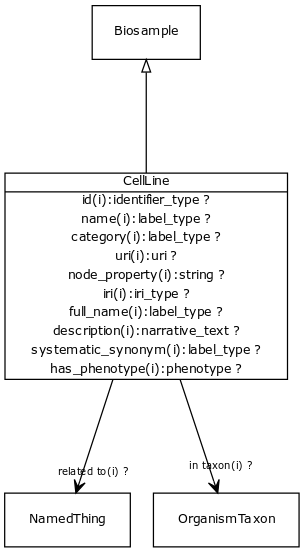 Biosample
CellLine
id(i):identifier_type ?
name(i):label_type ?
category(i):label_type ?
uri(i):uri ?
node_property(i):string ?
iri(i):iri_type ?
full_name(i):label_type ?
description(i):narrative_text ?
systematic_synonym(i):label_type ?
has_phenotype(i):phenotype ?
related to(i) ?
in taxon(i) ?
NamedThing
OrganismTaxon